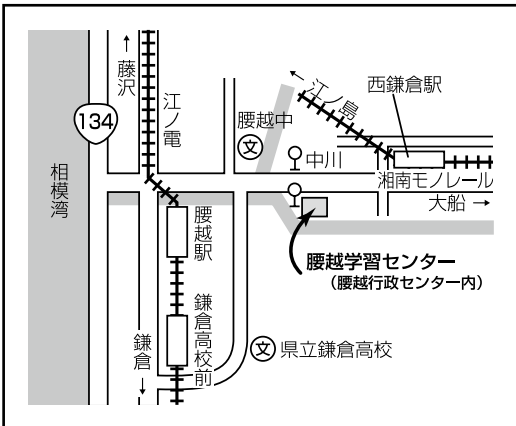 藤沢
江ノ電
134
相模湾
腰越中
文
江ノ島
西鎌倉駅
中川
湘南モノレール
大船
腰越駅
腰越学習センター
（腰越行政センター内）
鎌倉高校前
鎌倉
文
県立鎌倉高校